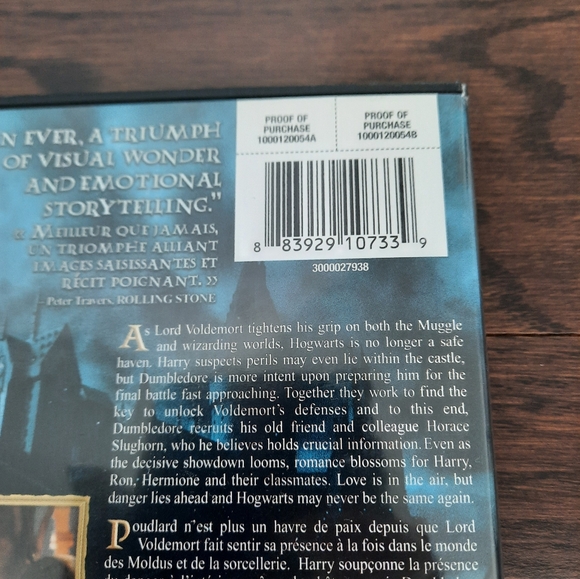 N EVER, A TRIUMPH
OF VISUAL WONDER
AND EMOTIONAL
STORYTELLING."
« MEILLEUR QUE JAMAIS,
UN TRIOMPHE ALLIANT
IMAGES SAISISSANTES ET
RÉCIT POIGNANT. »
– Peter Travers, ROLLING STONE
PROOF OF
PURCHASE
1000120054A
PROOF OF
PURCHASE
1000120054B
8 83929 10733 9
3000027938
As Lord Voldemort tightens his grip on both the Muggle
and wizarding worlds, Hogwarts is no longer a safe
haven. Harry suspects perils may even lie within the castle,
but Dumbledore is more intent upon preparing him for the
final battle fast approaching. Together they work to find the
key to unlock Voldemort's defenses and to this end,
Dumbledore recruits his old friend and colleague Horace
Slughorn, who he believes holds crucial information. Even as
the decisive showdown looms, romance blossoms for Harry,
Ron, Hermione and their classmates. Love is in the air, but
danger lies ahead and Hogwarts may never be the same again.
Poudlard n'est plus un havre de paix depuis que Lord
Voldemort fait sentir sa présence à la fois dans le monde
des Moldus et de la sorcellerie. Harry soupçonne la présence